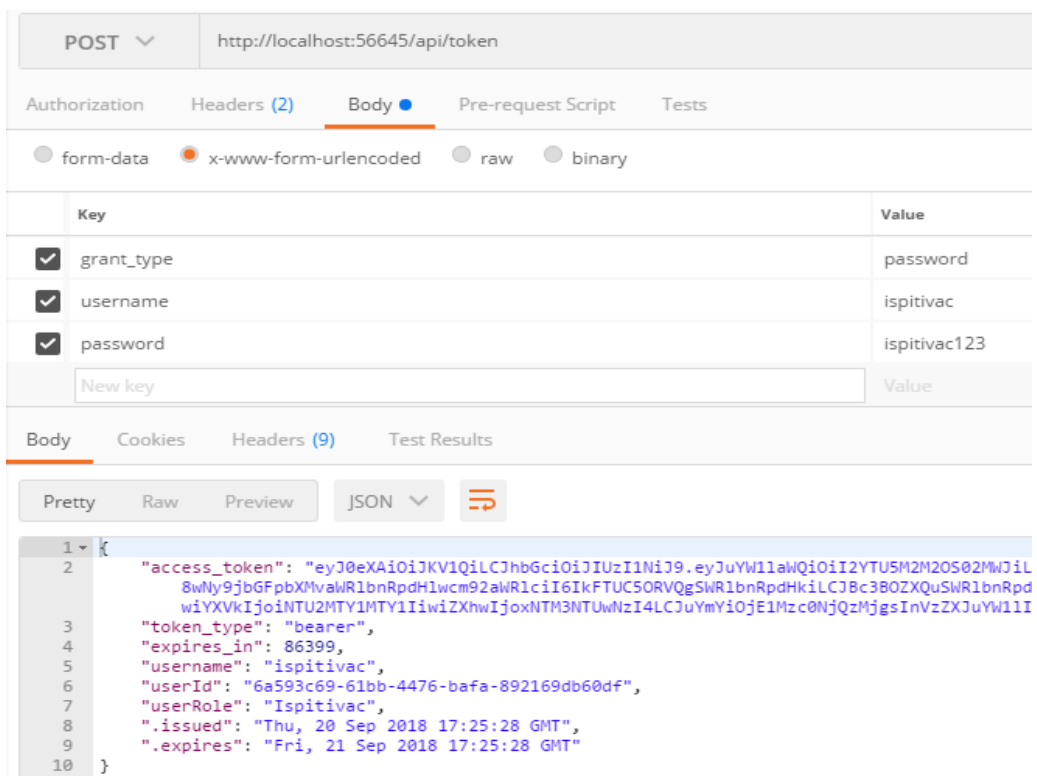 POST http://localhost:56645/api/token
Authorization Headers (2) Body Pre-request Script Tests
form-data x-www-form-urlencoded raw binary
Key Value
grant_type password
username ispitivac
password ispitivac123
New key Value
Body Cookies Headers (9) Test Results
Pretty Raw Preview JSON
1 {
2 "access_token": "eyJ0eXAiOiJKV1QiLCJhbGciOiJIUzI1NiJ9.eyJuYW1laWQiOiI2YTU5M2M2OS02MWJiL
8wNy9jbGFpbXMvaWRlbnRpdHlwcm92aWRlciI6IkFTUC5ORVQgSWRlbnRpdHkiLCJBc3BOZXQuSWRlbnRpd
wiYXVkIjoiNTU2MTY1MTY1IiwiZXhwIjoxNTM3NTUwNzI4LCJuYmYiOjE1Mzc0NjQzMjgsInVzZXJuYW1lI
3 "token_type": "bearer",
4 "expires_in": 86399,
5 "username": "ispitivac",
6 "userId": "6a593c69-61bb-4476-bafa-892169db60df",
7 "userRole": "Ispitivac",
8 ".issued": "Thu, 20 Sep 2018 17:25:28 GMT",
9 ".expires": "Fri, 21 Sep 2018 17:25:28 GMT"
10 }